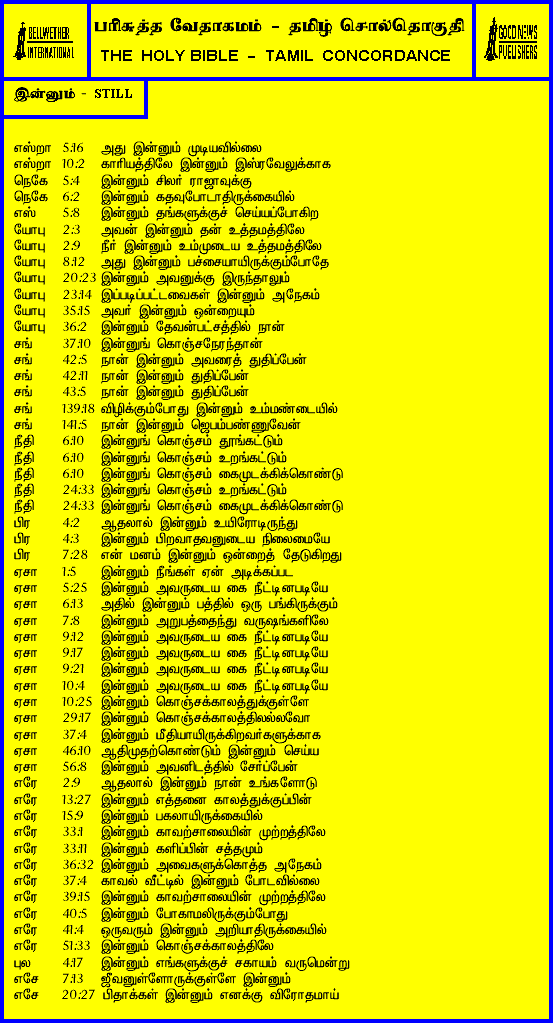 BELLWETHER
INTERNATIONAL
பரிசுத்த வேதாகமம் - தமிழ் சொல்தொகுதி
THE HOLY BIBLE - TAMIL CONCORDANCE
GOOD NEWS
PUBLISHERS
இன்னும் - STILL
எஸ்றா 5:16 அது இன்னும் முடியவில்லை
எஸ்றா 10:2 காரியத்திலே இன்னும் இஸ்ரவேலுக்காக
நெகே 5:4 இன்னும் சிலர் ராஜாவுக்கு
நெகே 6:2 இன்னும் கதவுபோடாதிருக்கையில்
எஸ் 5:8 இன்னும் தங்களுக்குச் செய்யப்போகிற
யோபு 2:3 அவன் இன்னும் தன் உத்தமத்திலே
யோபு 2:9 நீர் இன்னும் உம்முடைய உத்தமத்திலே
யோபு 8:12 அது இன்னும் பச்சையாயிருக்கும்போதே
யோபு 20:23 இன்னும் அவனுக்கு இருந்தாலும்
யோபு 23:14 இப்படிப்பட்டவைகள் இன்னும் அநேகம்
யோபு 35:15 அவர் இன்னும் ஒன்றையும்
யோபு 36:2 இன்னும் தேவன்பட்சத்தில் நான்
சங் 37:10 இன்னுங் கொஞ்சநேரந்தான்
சங் 42:5 நான் இன்னும் அவரைத் துதிப்பேன்
சங் 42:11 நான் இன்னும் துதிப்பேன்
சங் 43:5 நான் இன்னும் துதிப்பேன்
சங் 139:18 விழிக்கும்போது இன்னும் உம்மண்டையில்
சங் 141:5 நான் இன்னும் ஜெபம்பண்ணுவேன்
நீதி 6:10 இன்னுங் கொஞ்சம் தூங்கட்டும்
நீதி 6:10 இன்னுங் கொஞ்சம் உறங்கட்டும்
நீதி 6:10 இன்னுங் கொஞ்சம் கைமுடக்கிக்கொண்டு
நீதி 24:33 இன்னுங் கொஞ்சம் உறங்கட்டும்
நீதி 24:33 இன்னுங் கொஞ்சம் கைமுடக்கிக்கொண்டு
பிர 4:2 ஆதலால் இன்னும் உயிரோடிருந்து
பிர 4:3 இன்னும் பிறவாதவனுடைய நிலைமையே
பிர 7:28 என் மனம் இன்னும் ஒன்றைத் தேடுகிறது
ஏசா 1:5 இன்னும் நீங்கள் ஏன் அடிக்கப்பட
ஏசா 5:25 இன்னும் அவருடைய கை நீட்டினபடியே
ஏசா 6:13 அதில் இன்னும் பத்தில் ஒரு பங்கிருக்கும்
ஏசா 7:8 இன்னும் அறுபத்தைந்து வருஷங்களிலே
ஏசா 9:12 இன்னும் அவருடைய கை நீட்டினபடியே
ஏசா 9:17 இன்னும் அவருடைய கை நீட்டினபடியே
ஏசா 9:21 இன்னும் அவருடைய கை நீட்டினபடியே
ஏசா 10:4 இன்னும் அவருடைய கை நீட்டினபடியே
ஏசா 10:25 இன்னும் கொஞ்சக்காலத்துக்குள்ளே
ஏசா 29:17 இன்னும் கொஞ்சக்காலத்திலல்லவோ
ஏசா 37:4 இன்னும் மீதியாயிருக்கிறவர்களுக்காக
ஏசா 46:10 ஆதிமுதற்கொண்டும் இன்னும் செய்ய
ஏசா 56:8 இன்னும் அவனிடத்தில் சேர்ப்பேன்
எரே 2:9 ஆதலால் இன்னும் நான் உங்களோடு
எரே 13:27 இன்னும் எத்தனை காலத்துக்குப்பின்
எரே 15:9 இன்னும் பகலாயிருக்கையில்
எரே 33:1 இன்னும் காவற்சாலையின் முற்றத்திலே
எரே 33:11 இன்னும் களிப்பின் சத்தமும்
எரே 36:32 இன்னும் அவைகளுக்கொத்த அநேகம்
எரே 37:4 காவல் வீட்டில் இன்னும் போடவில்லை
எரே 39:15 இன்னும் காவற்சாலையின் முற்றத்திலே
எரே 40:5 இன்னும் போகாமலிருக்கும்போது
எரே 41:4 ஒருவரும் இன்னும் அறியாதிருக்கையில்
எரே 51:33 இன்னும் கொஞ்சக்காலத்திலே
புல 4:17 இன்னும் எங்களுக்குச் சகாயம் வருமென்று
எசே 7:13 ஜீவனுள்ளோருக்குள்ளே இன்னும்
எசே 20:27 பிதாக்கள் இன்னும் எனக்கு விரோதமாய்